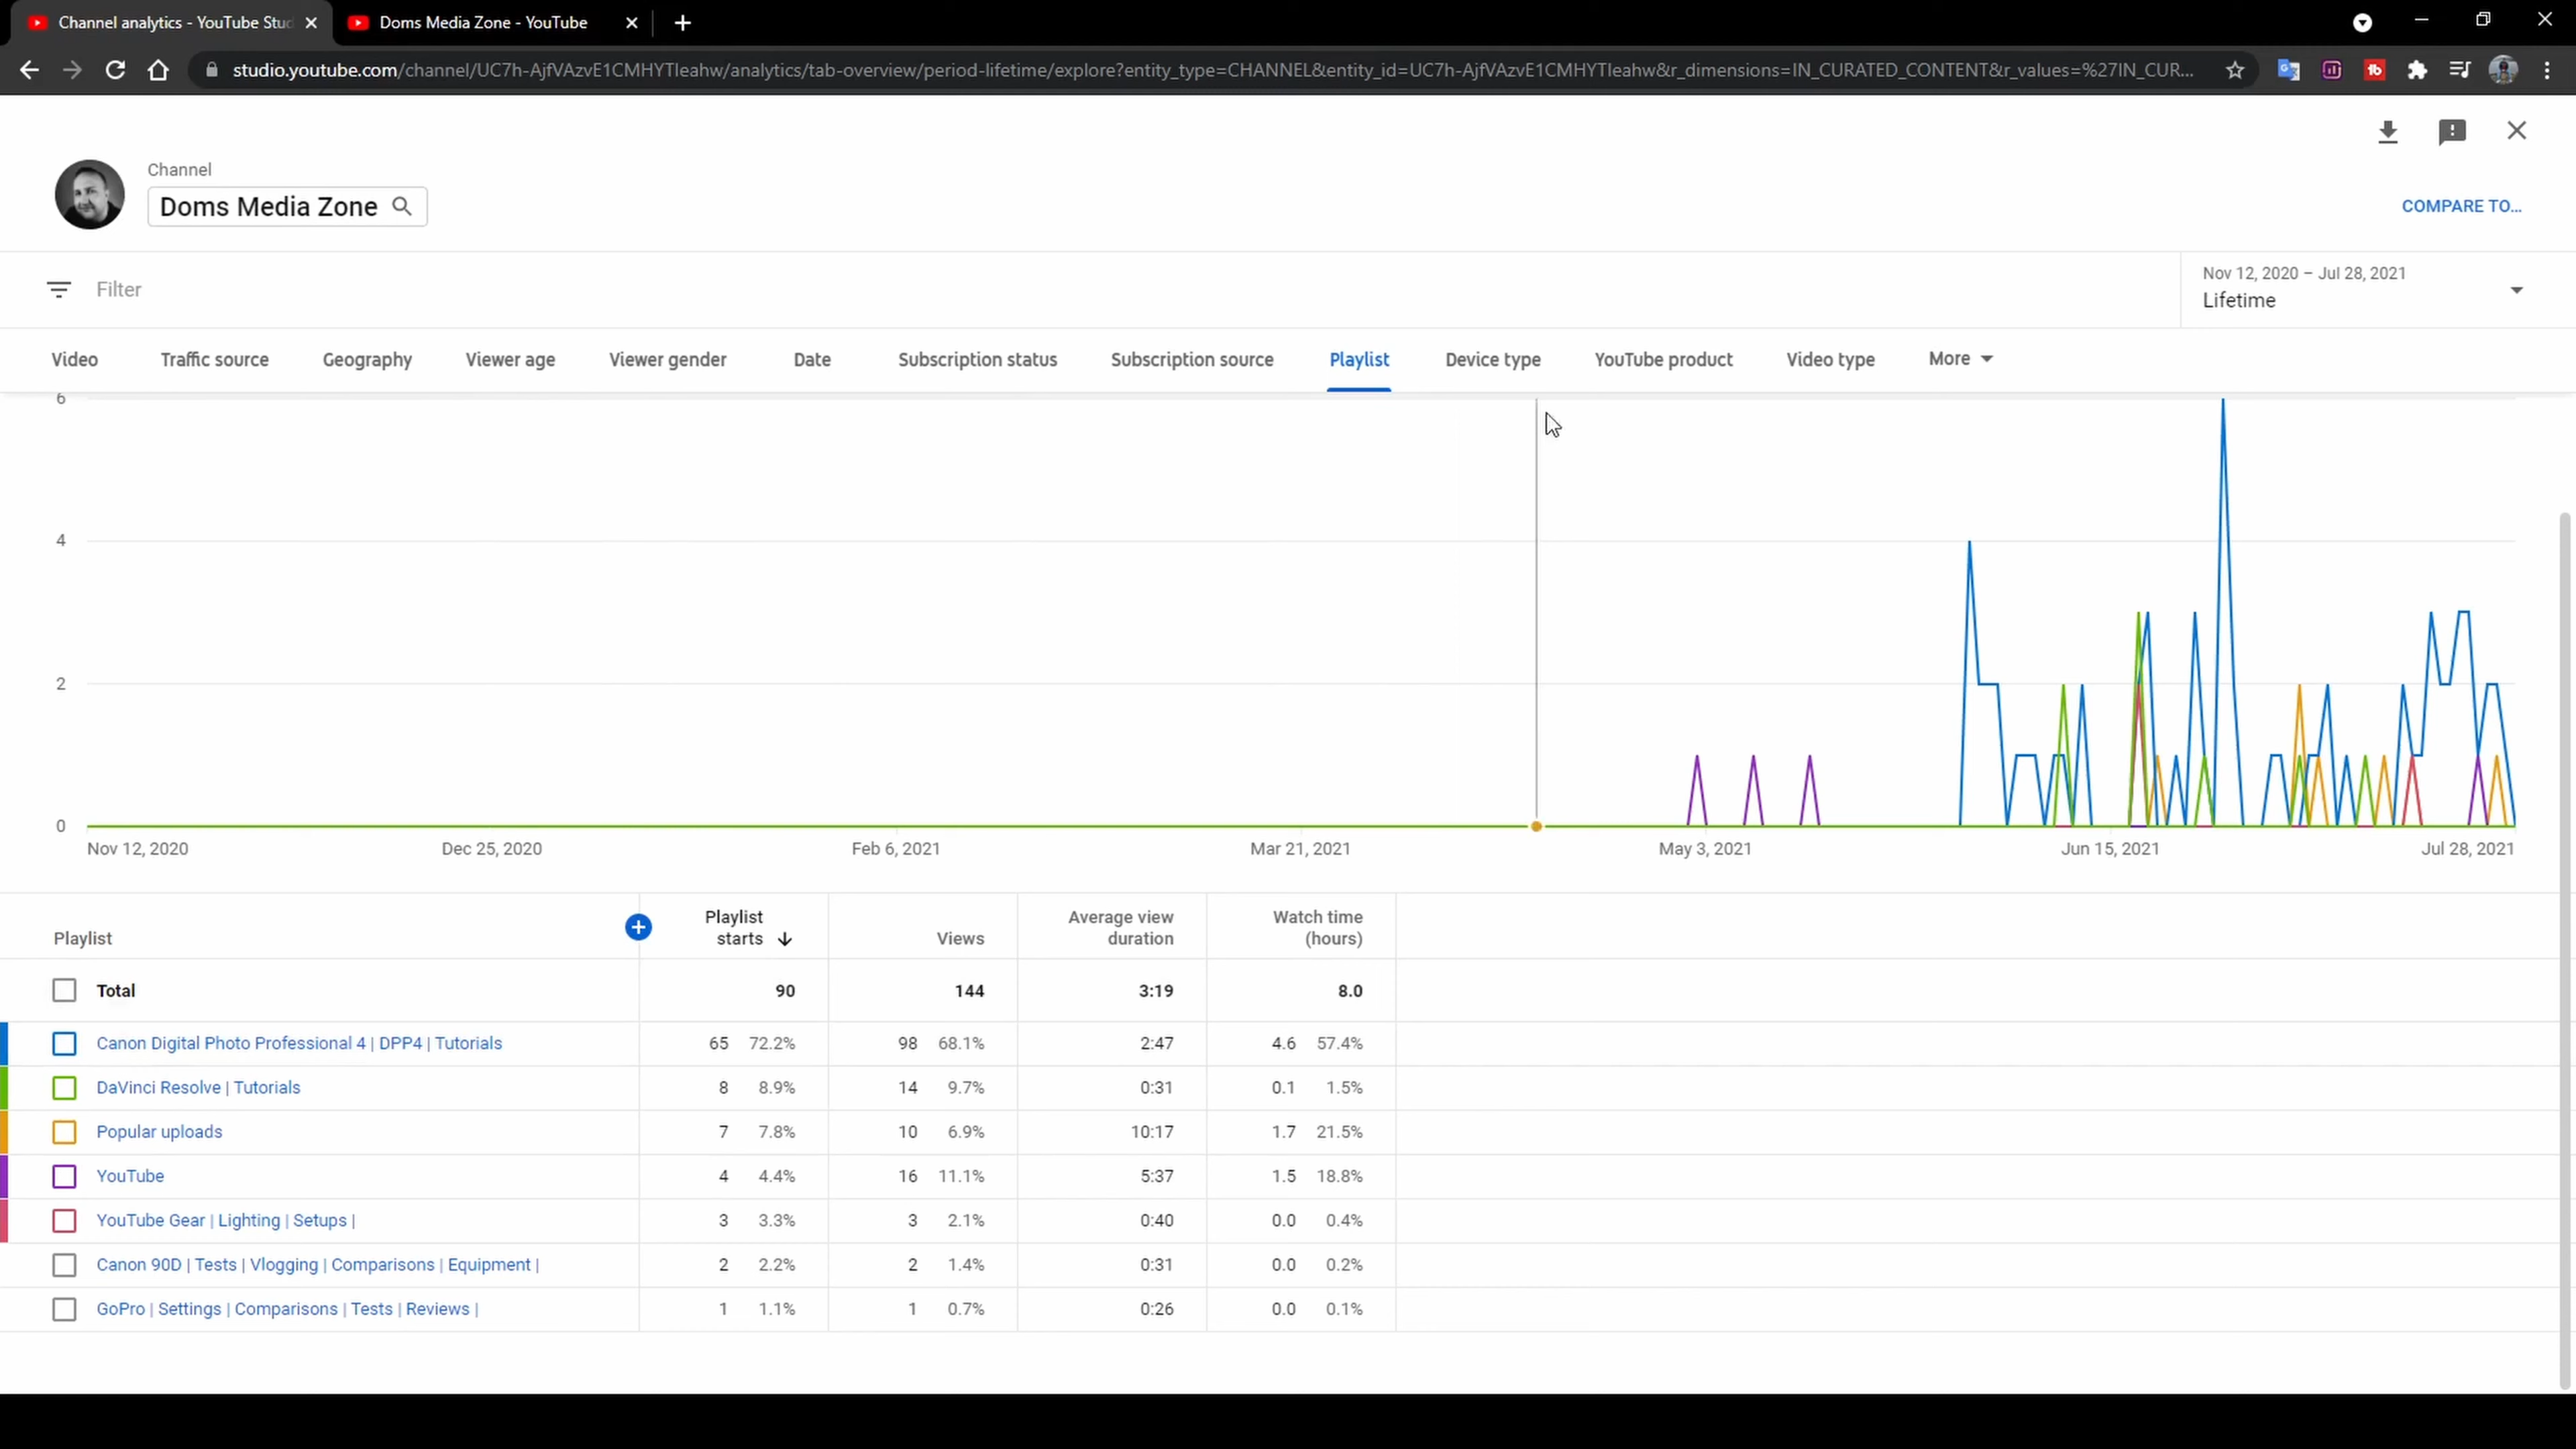 Channel analytics - YouTube Stud
Doms Media Zone - YouTube
studio.youtube.com/channel/UC7h-AjfVAzvE1CMHYTIeahw/analytics/tab-overview/period-lifetime/explore?entity_type=CHANNEL&entity_id=UC7h-AjfVAzvE1CMHYTIeahw&r_dimensions=IN_CURATED_CONTENT&r_values=%27IN_CUR...
Channel
Doms Media Zone
COMPARE TO...
Filter
Nov 12, 2020 – Jul 28, 2021
Lifetime
Video Traffic source Geography Viewer age Viewer gender Date Subscription status Subscription source Playlist Device type YouTube product Video type More
6
4
2
0
Nov 12, 2020 Dec 25, 2020 Feb 6, 2021 Mar 21, 2021 May 3, 2021 Jun 15, 2021 Jul 28, 2021
Playlist Playlist starts Views Average view duration Watch time (hours)
Total 90 144 3:19 8.0
Canon Digital Photo Professional 4 | DPP4 | Tutorials 65 72.2% 98 68.1% 2:47 4.6 57.4%
DaVinci Resolve | Tutorials 8 8.9% 14 9.7% 0:31 0.1 1.5%
Popular uploads 7 7.8% 10 6.9% 10:17 1.7 21.5%
YouTube 4 4.4% 16 11.1% 5:37 1.5 18.8%
YouTube Gear | Lighting | Setups | 3 3.3% 3 2.1% 0:40 0.0 0.4%
Canon 90D | Tests | Vlogging | Comparisons | Equipment | 2 2.2% 2 1.4% 0:31 0.0 0.2%
GoPro | Settings | Comparisons | Tests | Reviews | 1 1.1% 1 0.7% 0:26 0.0 0.1%